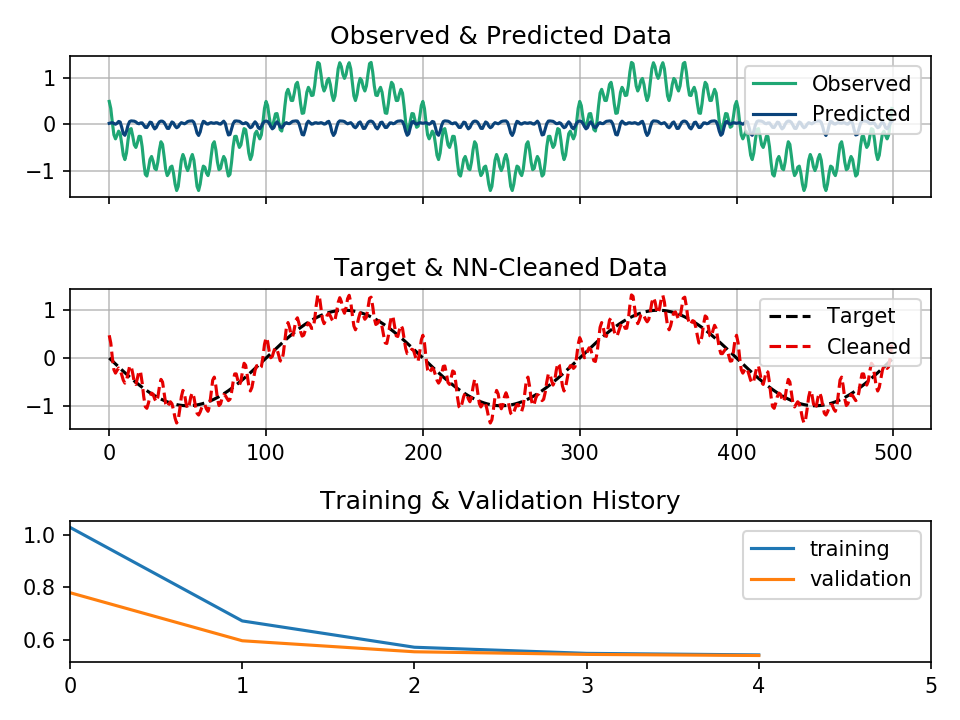 Observed & Predicted Data
1
0
−1
Observed
Predicted
Target & NN-Cleaned Data
1
0
−1
Target
Cleaned
0 100 200 300 400 500
Training & Validation History
1.0
0.8
0.6
training
validation
0 1 2 3 4 5